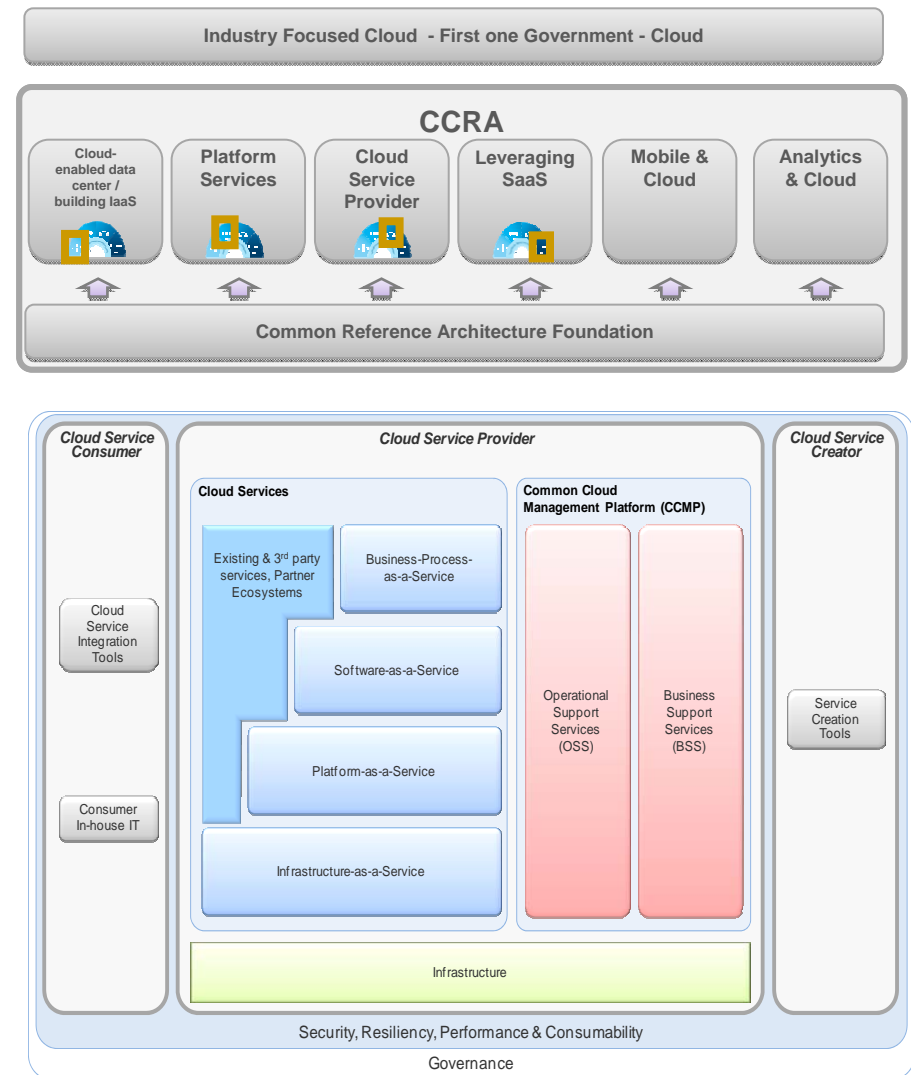 Industry Focused Cloud - First one Government - Cloud
CCRA
Cloud-
enabled data
center /
building IaaS
Platform
Services
Cloud
Service
Provider
Leveraging
SaaS
Mobile &
Cloud
Analytics
& Cloud
Common Reference Architecture Foundation
Cloud Service
Consumer
Cloud Service Provider
Cloud Service
Creator
Cloud Services
Common Cloud
Management Platform (CCMP)
Existing & 3rd party
services, Partner
Ecosystems
Business-Process-
as-a-Service
Cloud
Service
Integration
Tools
Software-as-a-Service
Operational
Support
Services
(OSS)
Business
Support
Services
(BSS)
Service
Creation
Tools
Platform-as-a-Service
Consumer
In-house IT
Infrastructure-as-a-Service
Infrastructure
Security, Resiliency, Performance & Consumability
Governance